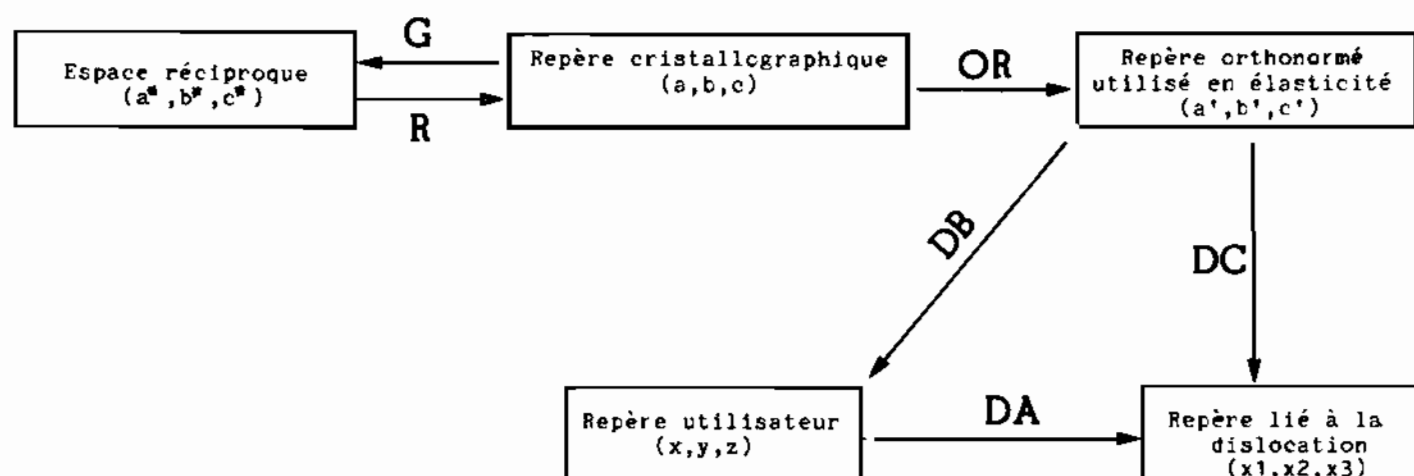 G
Espace réciproque
(a*,b*,c*)
R
Repère cristallographique
(a,b,c)
OR
Repère orthonormé
utilisé en élasticité
(a',b',c')
DB
DC
Repère utilisateur
(x,y,z)
DA
Repère lié à la
dislocation
(x1,x2,x3)